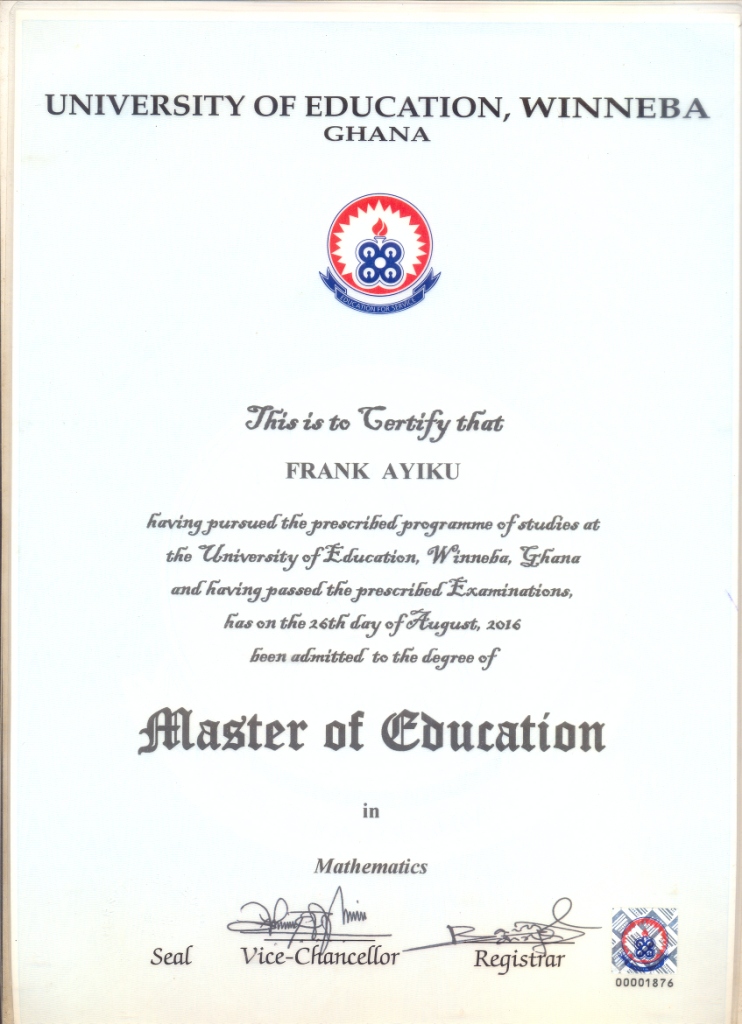 UNIVERSITY OF EDUCATION, WINNEBA
GHANA
EDUCATION FOR SERVICE
This is to Certify that
FRANK AYIKU
having pursued the prescribed programme of studies at
the University of Education, Winneba, Ghana
and having passed the prescribed Examinations,
has on the 26th day of August, 2016
been admitted to the degree of
Master of Education
in
Mathematics
Seal Vice-Chancellor Registrar
00001876